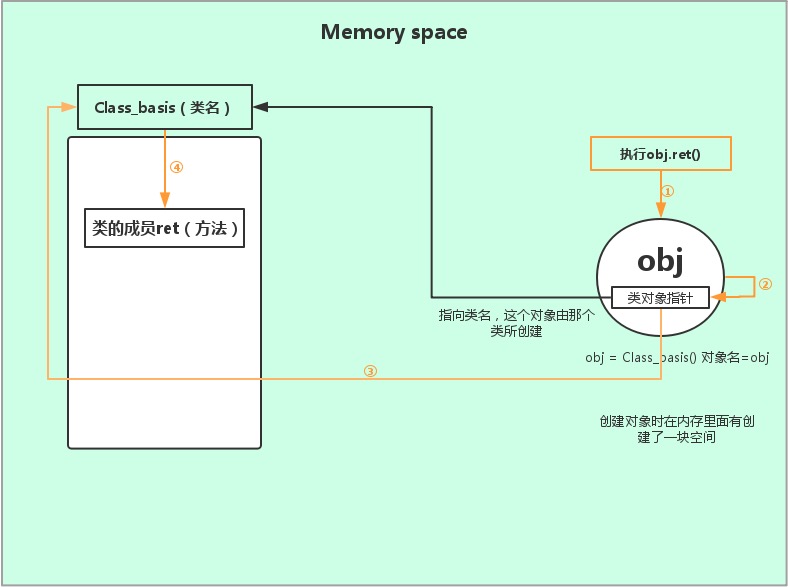 Memory space
Class_basis（类名）
执行obj.ret()
④
①
类的成员ret（方法）
obj
②
类对象指针
指向类名，这个对象由那个
类所创建
obj = Class_basis() 对象名=obj
③
创建对象时在内存里面有创
建了一块空间